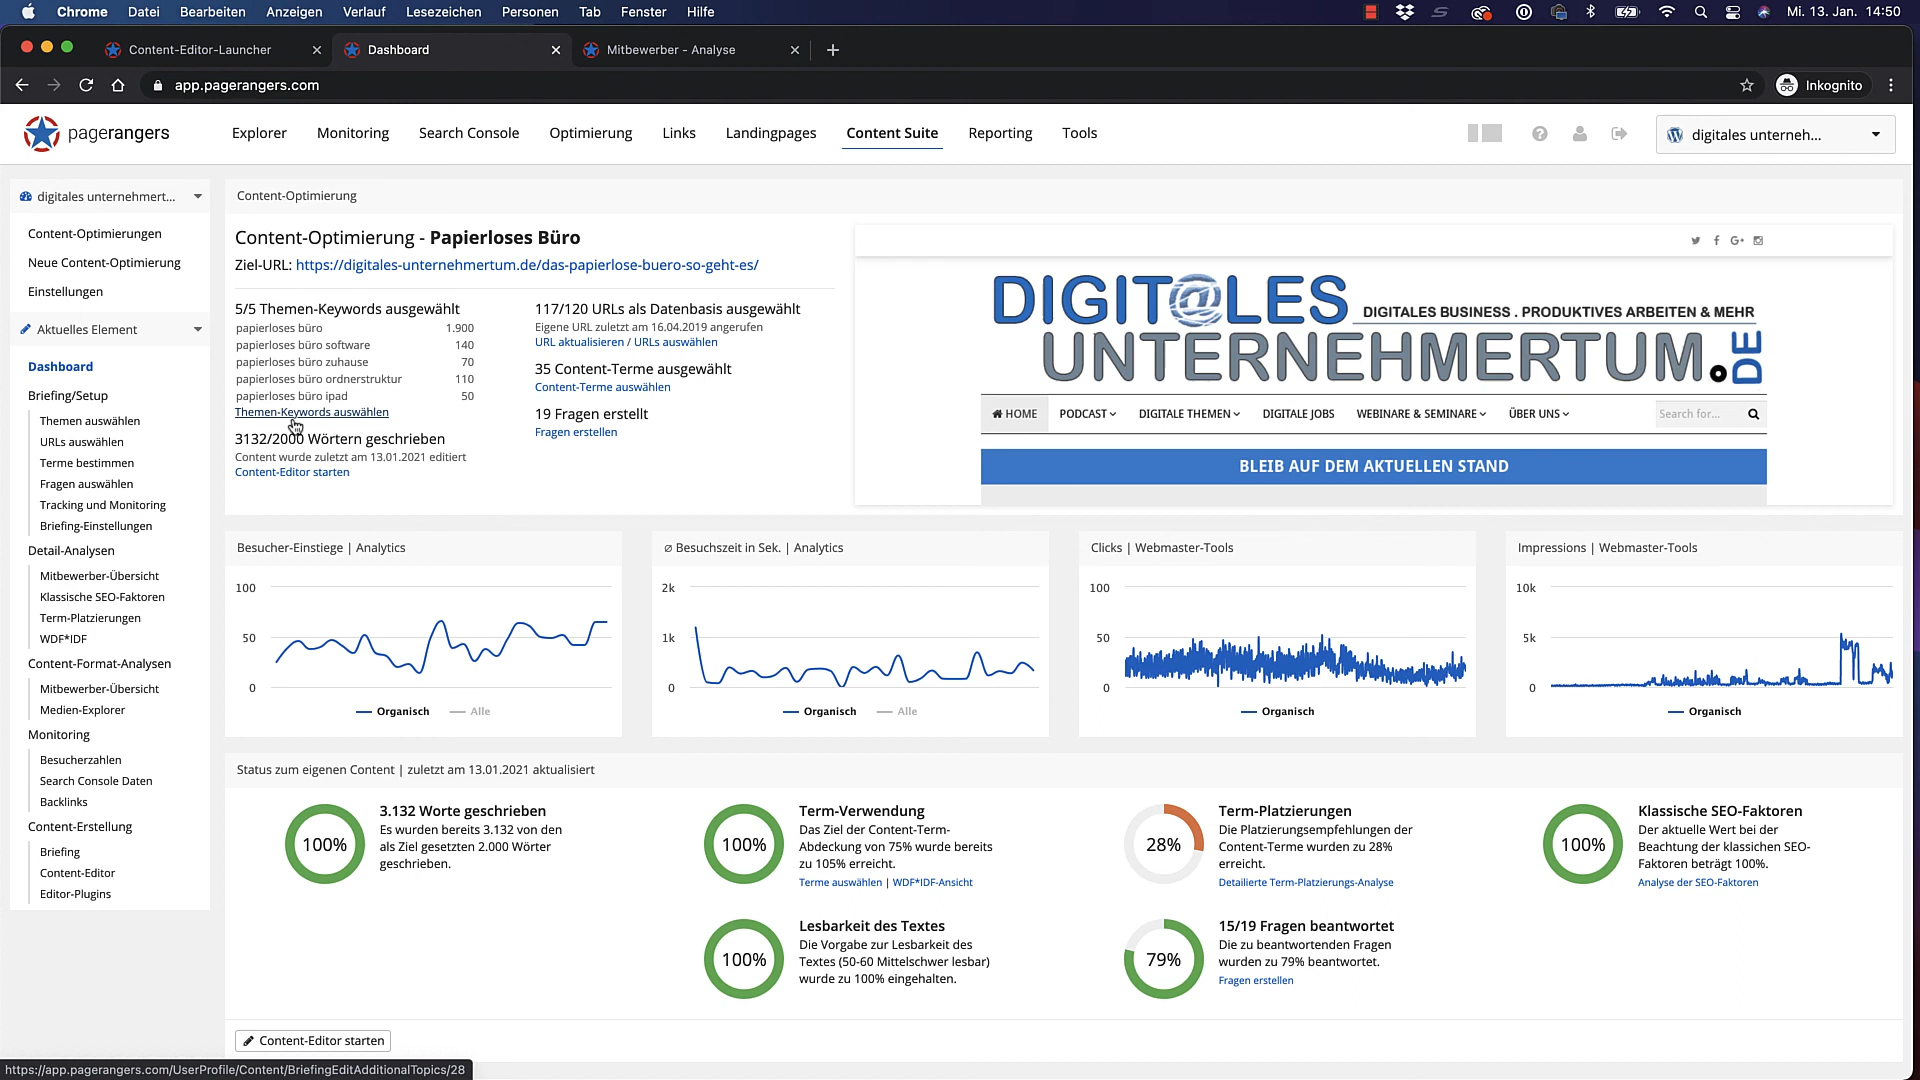 Chrome Datei Bearbeiten Anzeigen Verlauf Lesezeichen Personen Tab Fenster Hilfe Mi. 13. Jan. 14:50
Content-Editor-Launcher Dashboard Mitbewerber - Analyse
app.pagerangers.com Inkognito
pagerangers Explorer Monitoring Search Console Optimierung Links Landingpages Content Suite Reporting Tools digitales unterneh...
digitales unternehmert...
Content-Optimierungen
Neue Content-Optimierung
Einstellungen
Aktuelles Element
Dashboard
Briefing/Setup
Themen auswählen
URLs auswählen
Terme bestimmen
Fragen auswählen
Tracking und Monitoring
Briefing-Einstellungen
Detail-Analysen
Mitbewerber-Übersicht
Klassische SEO-Faktoren
Term-Platzierungen
WDF*IDF
Content-Format-Analysen
Mitbewerber-Übersicht
Medien-Explorer
Monitoring
Besucherzahlen
Search Console Daten
Backlinks
Content-Erstellung
Briefing
Content-Editor
Editor-Plugins
Content-Optimierung
Content-Optimierung - Papierloses Büro
Ziel-URL: https://digitales-unternehmertum.de/das-papierlose-buero-so-geht-es/
5/5 Themen-Keywords ausgewählt
papierloses büro 1.900
papierloses büro software 140
papierloses büro zuhause 70
papierloses büro ordnerstruktur 110
papierloses büro ipad 50
Themen-Keywords auswählen
3132/2000 Wörtern geschrieben
Content wurde zuletzt am 13.01.2021 editiert
Content-Editor starten
117/120 URLs als Datenbasis ausgewählt
Eigene URL zuletzt am 16.04.2019 angerufen
URL aktualisieren / URLs auswählen
35 Content-Terme ausgewählt
Content-Terme auswählen
19 Fragen erstellt
Fragen erstellen
DIGIT@LES DIGITALES BUSINESS . PRODUKTIVES ARBEITEN & MEHR
UNTERNEHMERTUM.DE
HOME PODCAST DIGITALE THEMEN DIGITALE JOBS WEBINARE & SEMINARE ÜBER UNS Search for...
BLEIB AUF DEM AKTUELLEN STAND
Besucher-Einstiege | Analytics
100
50
0
Organisch Alle
⌀ Besuchszeit in Sek. | Analytics
2k
1k
0
Organisch Alle
Clicks | Webmaster-Tools
100
50
0
Organisch
Impressions | Webmaster-Tools
10k
5k
0
Organisch
Status zum eigenen Content | zuletzt am 13.01.2021 aktualisiert
100%
3.132 Worte geschrieben
Es wurden bereits 3.132 von den
als Ziel gesetzten 2.000 Wörter
geschrieben.
100%
Term-Verwendung
Das Ziel der Content-Term-
Abdeckung von 75% wurde bereits
zu 105% erreicht.
Terme auswählen | WDF*IDF-Ansicht
28%
Term-Platzierungen
Die Platzierungsempfehlungen der
Content-Terme wurden zu 28%
erreicht.
Detailierte Term-Platzierungs-Analyse
100%
Klassische SEO-Faktoren
Der aktuelle Wert bei der
Beachtung der klassichen SEO-
Faktoren beträgt 100%.
Analyse der SEO-Faktoren
100%
Lesbarkeit des Textes
Die Vorgabe zur Lesbarkeit des
Textes (50-60 Mittelschwer lesbar)
wurde zu 100% eingehalten.
79%
15/19 Fragen beantwortet
Die zu beantwortenden Fragen
wurden zu 79% beantwortet.
Fragen erstellen
Content-Editor starten
https://app.pagerangers.com/UserProfile/Content/BriefingEditAdditionalTopics/28